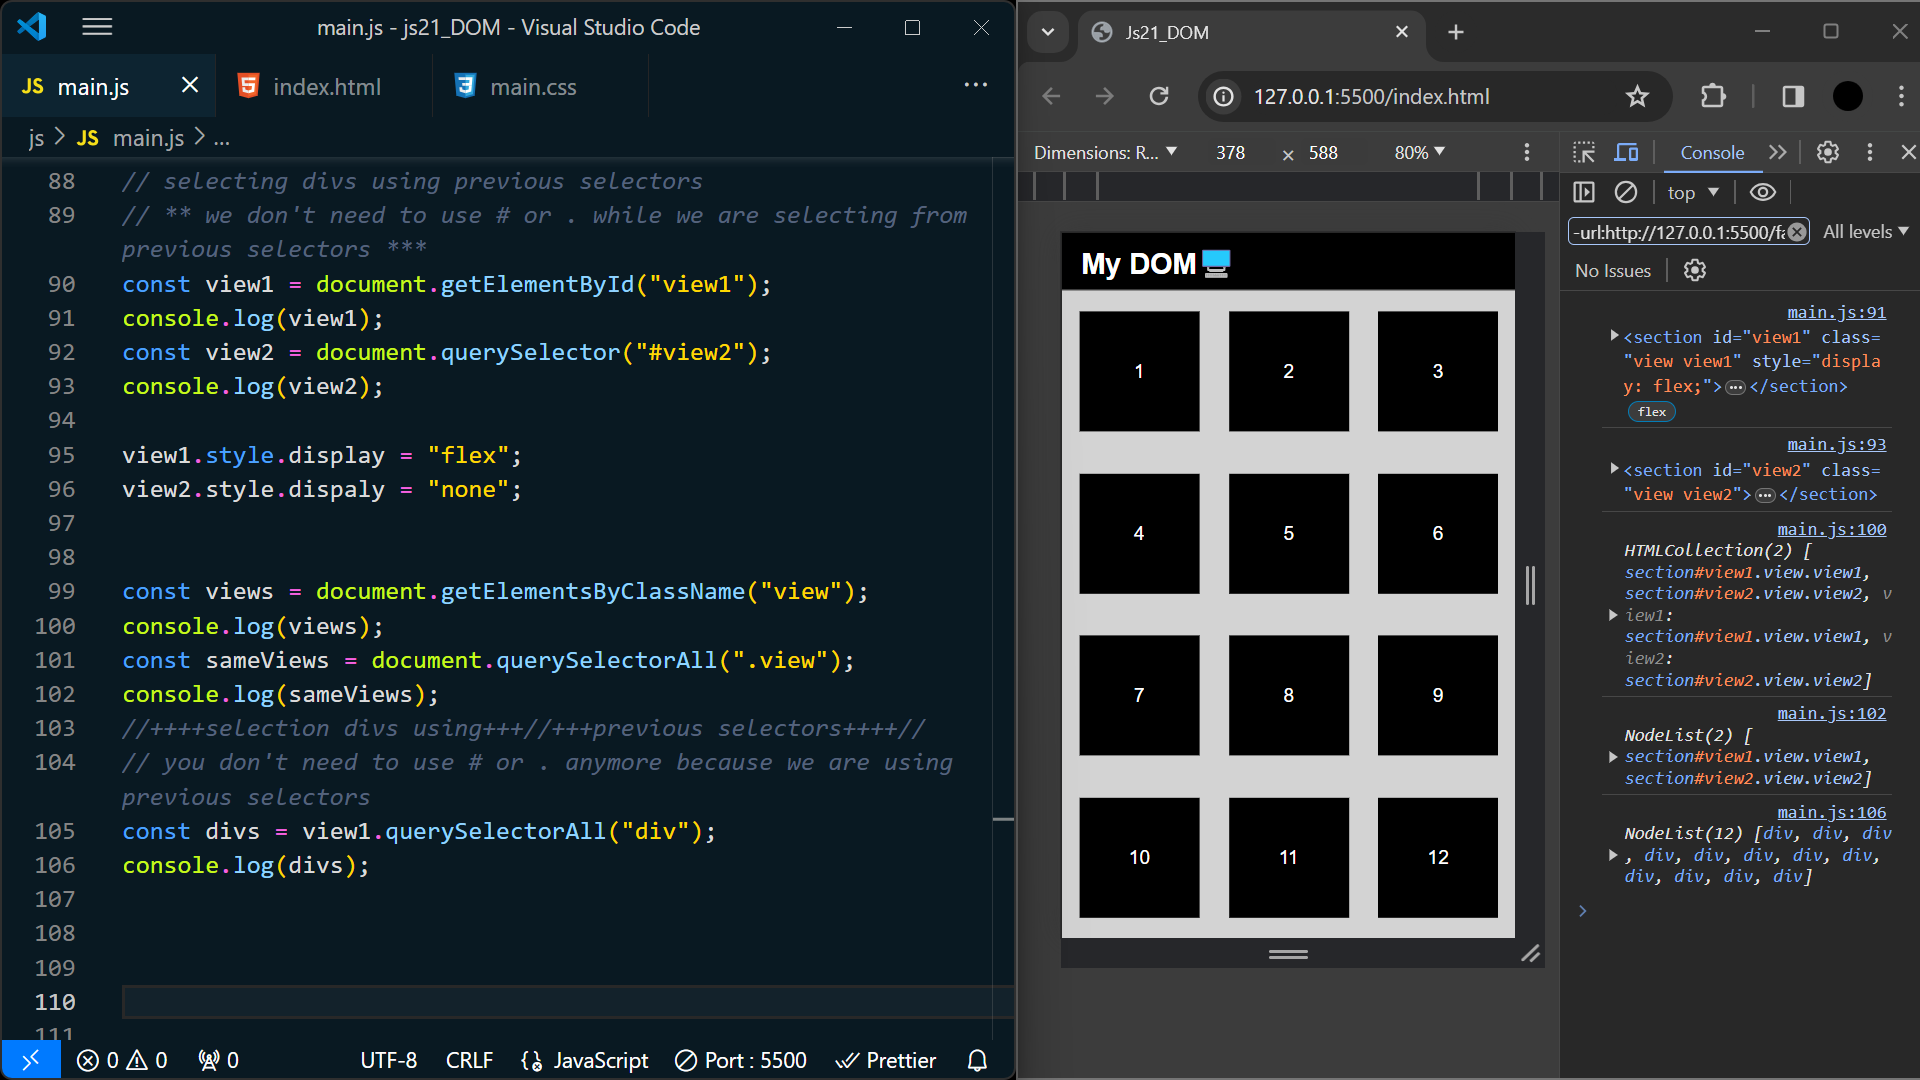 main.js - js21_DOM - Visual Studio Code
JS main.js
index.html
main.css
...
js > JS main.js > ...
88 // selecting divs using previous selectors
89 // ** we don't need to use # or . while we are selecting from
previous selectors ***
90 const view1 = document.getElementById("view1");
91 console.log(view1);
92 const view2 = document.querySelector("#view2");
93 console.log(view2);
94
95 view1.style.display = "flex";
96 view2.style.dispaly = "none";
97
98
99 const views = document.getElementsByClassName("view");
100 console.log(views);
101 const sameViews = document.querySelectorAll(".view");
102 console.log(sameViews);
103 //++++selection divs using+++//+++previous selectors++++//
104 // you don't need to use # or . anymore because we are using
previous selectors
105 const divs = view1.querySelectorAll("div");
106 console.log(divs);
107
108
109
110
111
0 0 0 UTF-8 CRLF JavaScript Port : 5500 Prettier
Js21_DOM
127.0.0.1:5500/index.html
Dimensions: R... 378 × 588 80%
My DOM
1 2 3
4 5 6
7 8 9
10 11 12
Console
top
-url:http://127.0.0.1:5500/fa All levels
No Issues
main.js:91
<section id="view1" class=
"view view1" style="displa
y: flex;">…</section>
flex
main.js:93
<section id="view2" class=
"view view2">…</section>
main.js:100
HTMLCollection(2) [
section#view1.view.view1,
section#view2.view.view2, v
iew1:
section#view1.view.view1, v
iew2:
section#view2.view.view2]
main.js:102
NodeList(2) [
section#view1.view.view1,
section#view2.view.view2]
main.js:106
NodeList(12) [div, div, div
, div, div, div, div, div,
div, div, div, div]